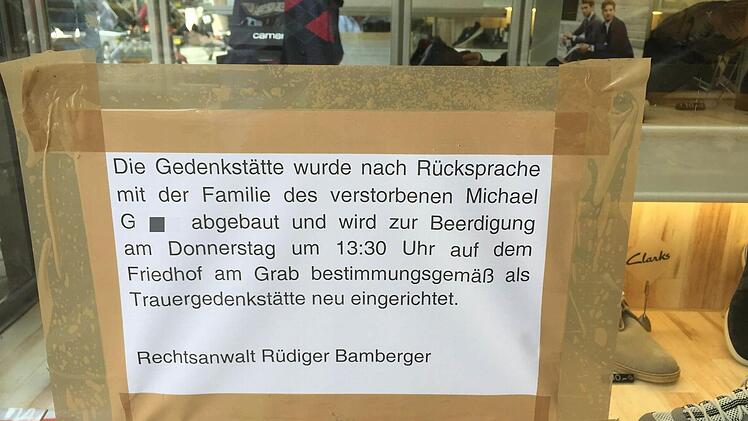 camer
Die Gedenkstätte wurde nach Rücksprache
mit der Familie des verstorbenen Michael
G abgebaut und wird zur Beerdigung
am Donnerstag um 13:30 Uhr auf dem
Friedhof am Grab bestimmungsgemäß als
Trauergedenkstätte neu eingerichtet.
Clarks
Rechtsanwalt Rüdiger Bamberger